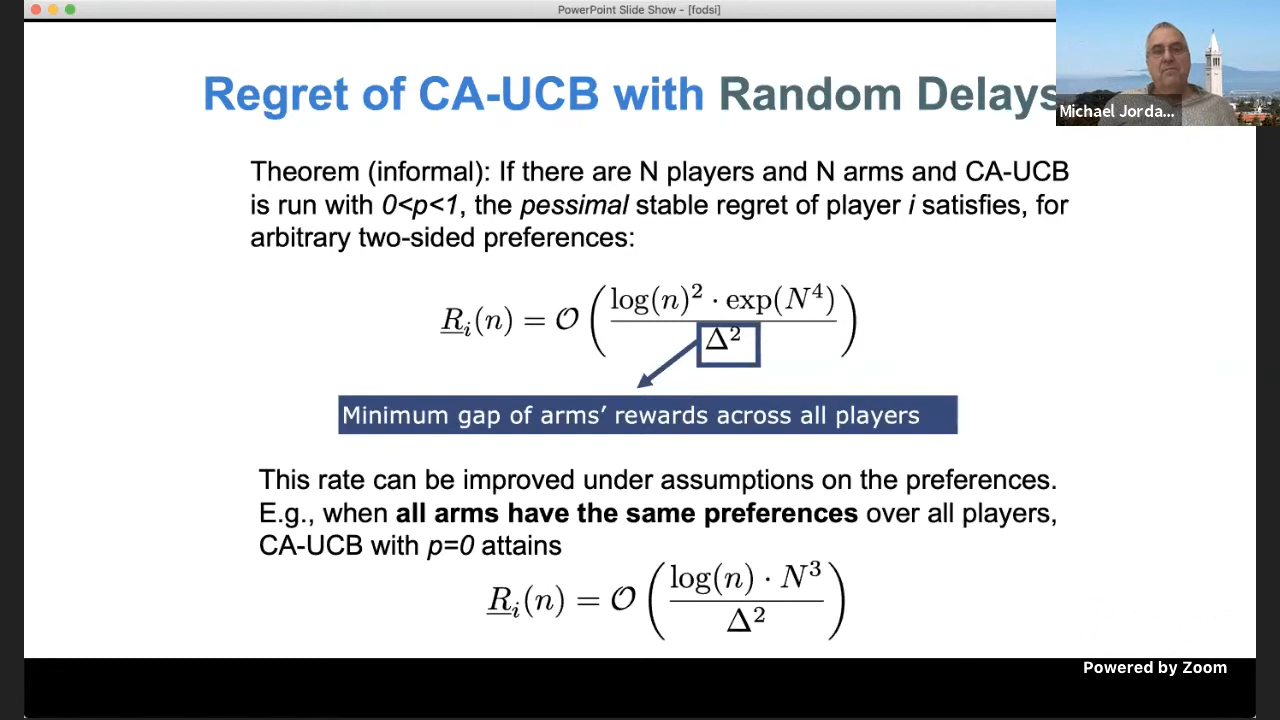 PowerPoint Slide Show - [fodsi]
Regret of CA-UCB with Random Delays
Michael Jorda...
Theorem (informal): If there are N players and N arms and CA-UCB
is run with 0<p<1, the pessimal stable regret of player i satisfies, for
arbitrary two-sided preferences:
R_i(n) = O( log(n)² · exp(N⁴) / Δ² )
Minimum gap of arms’ rewards across all players
This rate can be improved under assumptions on the preferences.
E.g., when all arms have the same preferences over all players,
CA-UCB with p=0 attains
R_i(n) = O( log(n) · N³ / Δ² )
Powered by Zoom